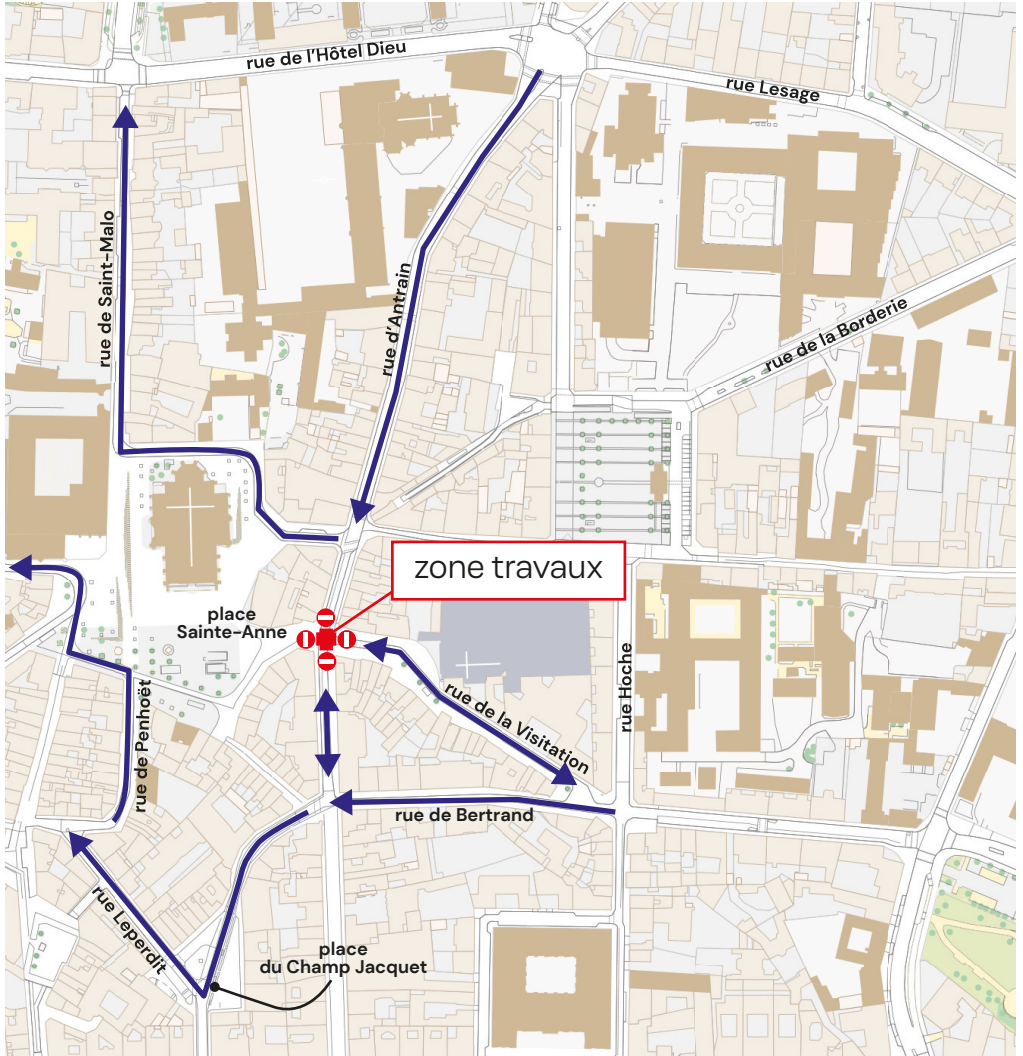 rue de l'Hôtel Dieu
rue Lesage
rue de Saint-Malo
rue d'Antrain
rue de la Borderie
zone travaux
place
Sainte-Anne
rue Hoche
rue de la Visitation
rue de Penhoët
rue de Bertrand
rue Leperdit
place
du Champ Jacquet